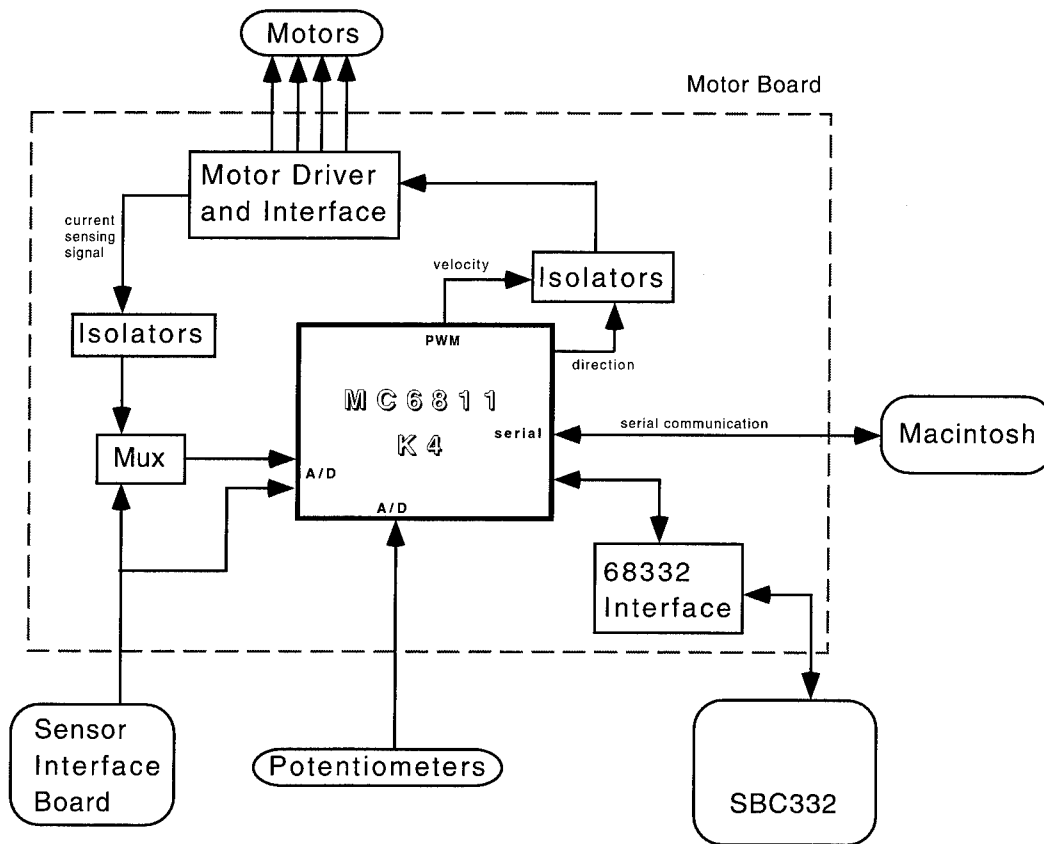 Motors
Motor Board
Motor Driver
and Interface
current
sensing
signal
velocity
Isolators
Isolators
PWM
direction
MC6811
K4
serial
serial communication
Macintosh
Mux
A/D
A/D
68332
Interface
Sensor
Interface
Board
Potentiometers
SBC332